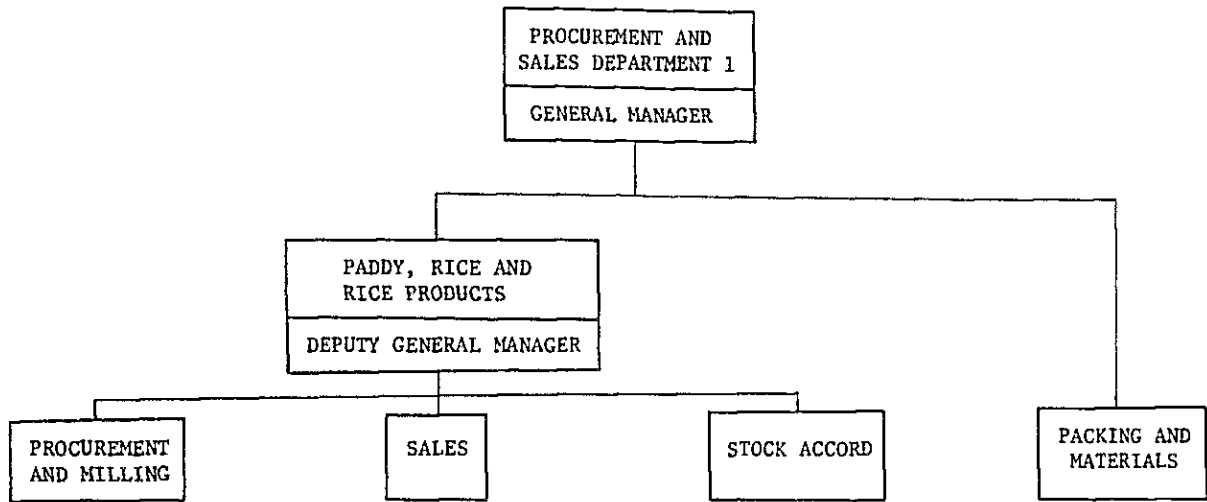 PROCUREMENT AND
SALES DEPARTMENT 1
GENERAL MANAGER
PADDY, RICE AND
RICE PRODUCTS
DEPUTY GENERAL MANAGER
PROCUREMENT
AND MILLING
SALES
STOCK ACCORD
PACKING AND
MATERIALS